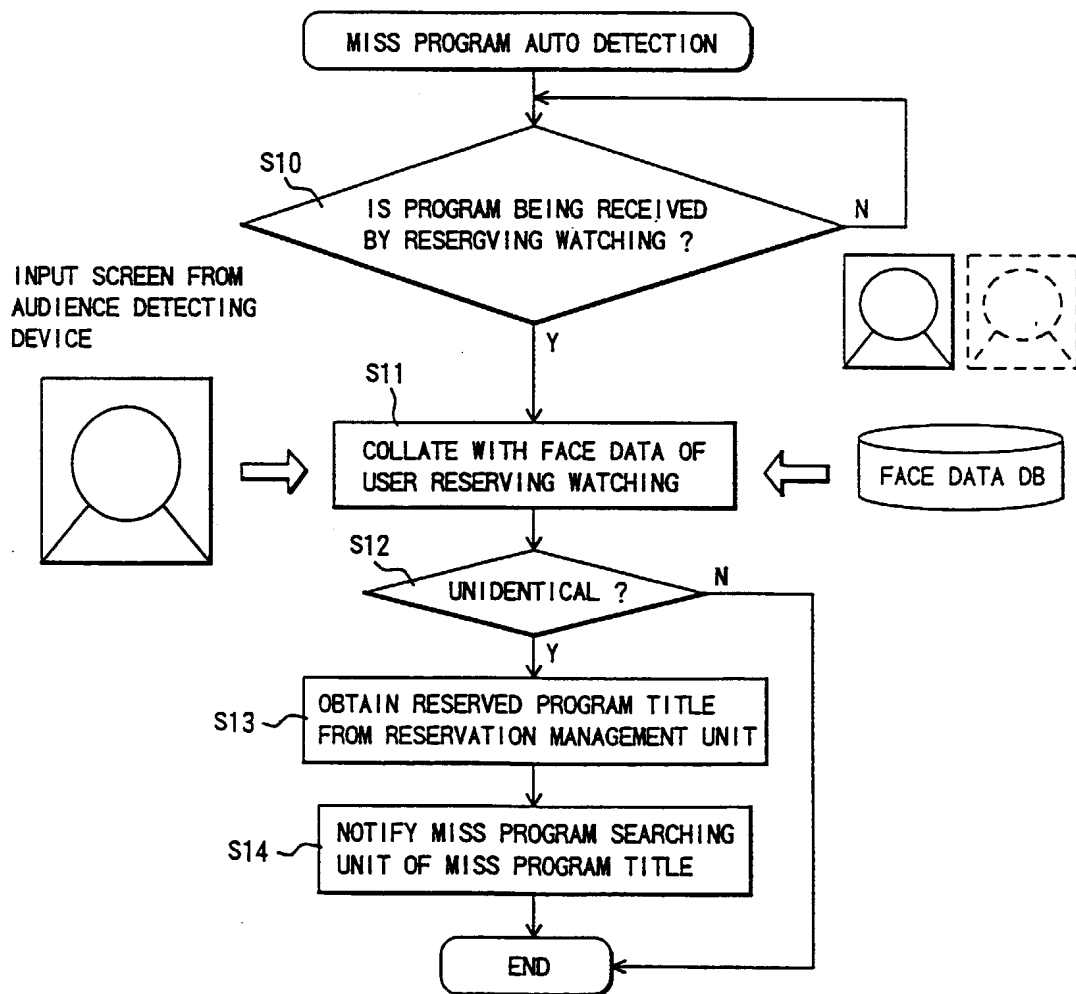 MISS PROGRAM AUTO DETECTION
S10
IS PROGRAM BEING RECEIVED
BY RESERGVING WATCHING ?
N
INPUT SCREEN FROM
AUDIENCE DETECTING
DEVICE
Y
S11
COLLATE WITH FACE DATA OF
USER RESERVING WATCHING
FACE DATA DB
S12
UNIDENTICAL ?
N
Y
S13
OBTAIN RESERVED PROGRAM TITLE
FROM RESERVATION MANAGEMENT UNIT
S14
NOTIFY MISS PROGRAM SEARCHING
UNIT OF MISS PROGRAM TITLE
END